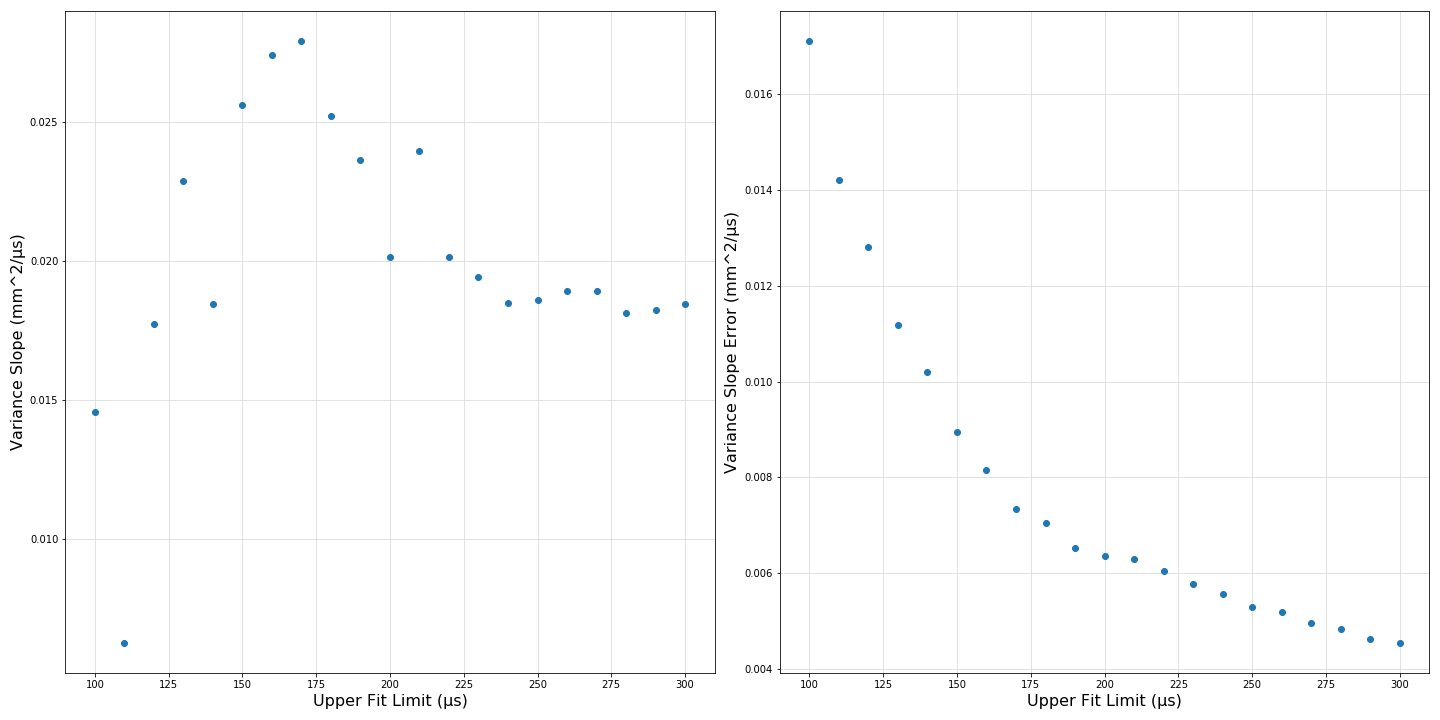 0.025
0.020
0.015
0.010
Variance Slope (mm^2/μs)
100 125 150 175 200 225 250 275 300
Upper Fit Limit (μs)
0.016
0.014
0.012
0.010
0.008
0.006
0.004
Variance Slope Error (mm^2/μs)
100 125 150 175 200 225 250 275 300
Upper Fit Limit (μs)